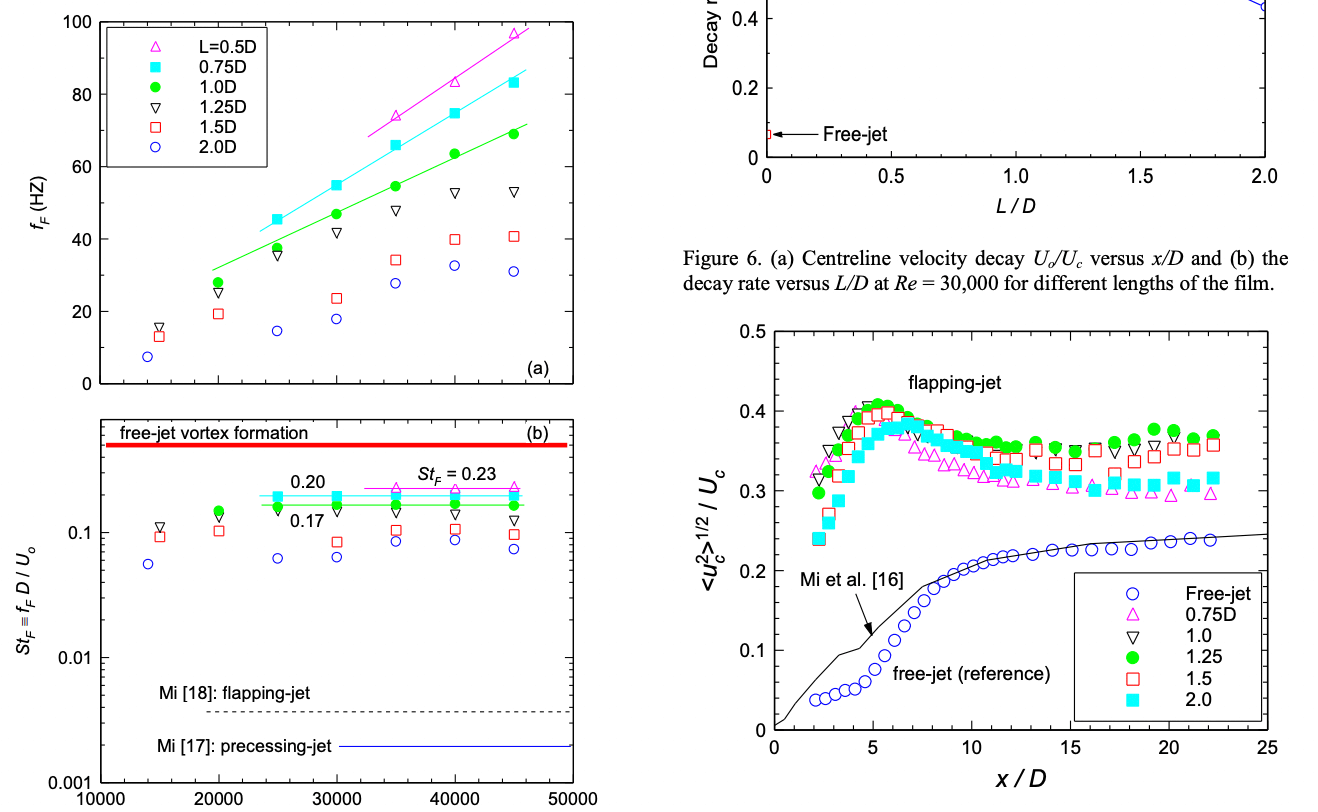 100
80
60
40
20
0
f_F (HZ)
L=0.5D
0.75D
1.0D
1.25D
1.5D
2.0D
(a)
free-jet vortex formation
(b)
0.20
St_F = 0.23
0.17
0.1
0.01
0.001
St_F ≡ f_F D / U_o
Mi [18]: flapping-jet
Mi [17]: precessing-jet
10000 20000 30000 40000 50000
0.4
0.2
0
Free-jet
0 0.5 1.0 1.5 2.0
L / D
Figure 6. (a) Centreline velocity decay U_o/U_c versus x/D and (b) the
decay rate versus L/D at Re = 30,000 for different lengths of the film.
0.5
0.4
0.3
0.2
0.1
0
<u_c^2>^1/2 / U_c
flapping-jet
Mi et al. [16]
free-jet (reference)
Free-jet
0.75D
1.0
1.25
1.5
2.0
0 5 10 15 20 25
x / D